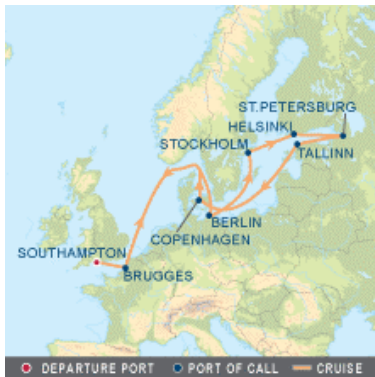 ST.PETERSBURG
HELSINKI
STOCKHOLM
TALLINN
BERLIN
COPENHAGEN
SOUTHAMPTON
BRUGGES
DEPARTURE PORT PORT OF CALL CRUISE